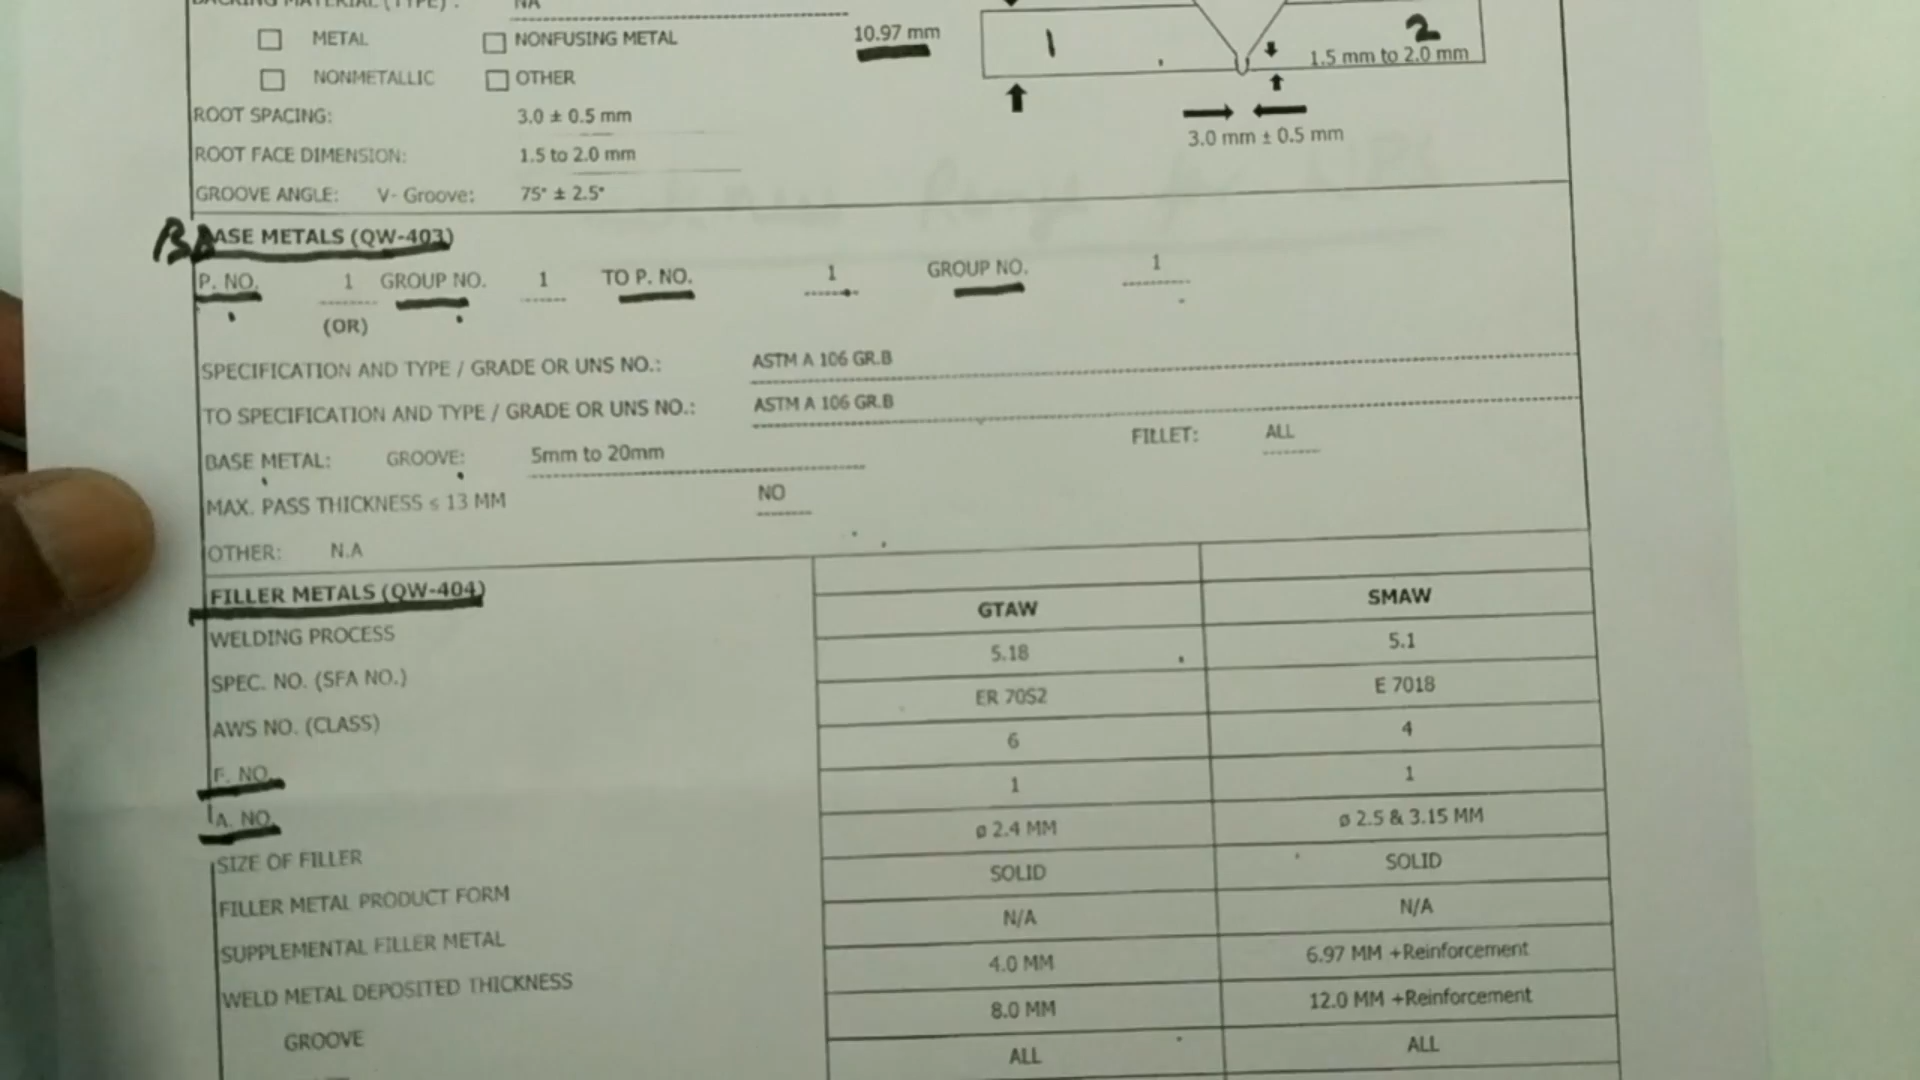 BACKING MATERIAL (TYPE) : NA
METAL NONFUSING METAL 10.97 mm 1 2
1.5 mm to 2.0 mm
NONMETALLIC OTHER
ROOT SPACING: 3.0 ± 0.5 mm
3.0 mm ± 0.5 mm
ROOT FACE DIMENSION: 1.5 to 2.0 mm
GROOVE ANGLE: V- Groove: 75° ± 2.5°
BASE METALS (QW-403)
P. NO. 1 GROUP NO. 1 TO P. NO. 1 GROUP NO. 1
(OR)
SPECIFICATION AND TYPE / GRADE OR UNS NO.: ASTM A 106 GR.B
TO SPECIFICATION AND TYPE / GRADE OR UNS NO.: ASTM A 106 GR.B
BASE METAL: GROOVE: 5mm to 20mm FILLET: ALL
MAX. PASS THICKNESS ≤ 13 MM NO
OTHER: N.A
FILLER METALS (QW-404)
WELDING PROCESS GTAW SMAW
SPEC. NO. (SFA NO.) 5.18 5.1
AWS NO. (CLASS) ER 70S2 E 7018
F. NO. 6 4
A. NO. 1 1
SIZE OF FILLER ø 2.4 MM ø 2.5 & 3.15 MM
FILLER METAL PRODUCT FORM SOLID SOLID
SUPPLEMENTAL FILLER METAL N/A N/A
WELD METAL DEPOSITED THICKNESS 4.0 MM 6.97 MM +Reinforcement
GROOVE 8.0 MM 12.0 MM +Reinforcement
ALL ALL